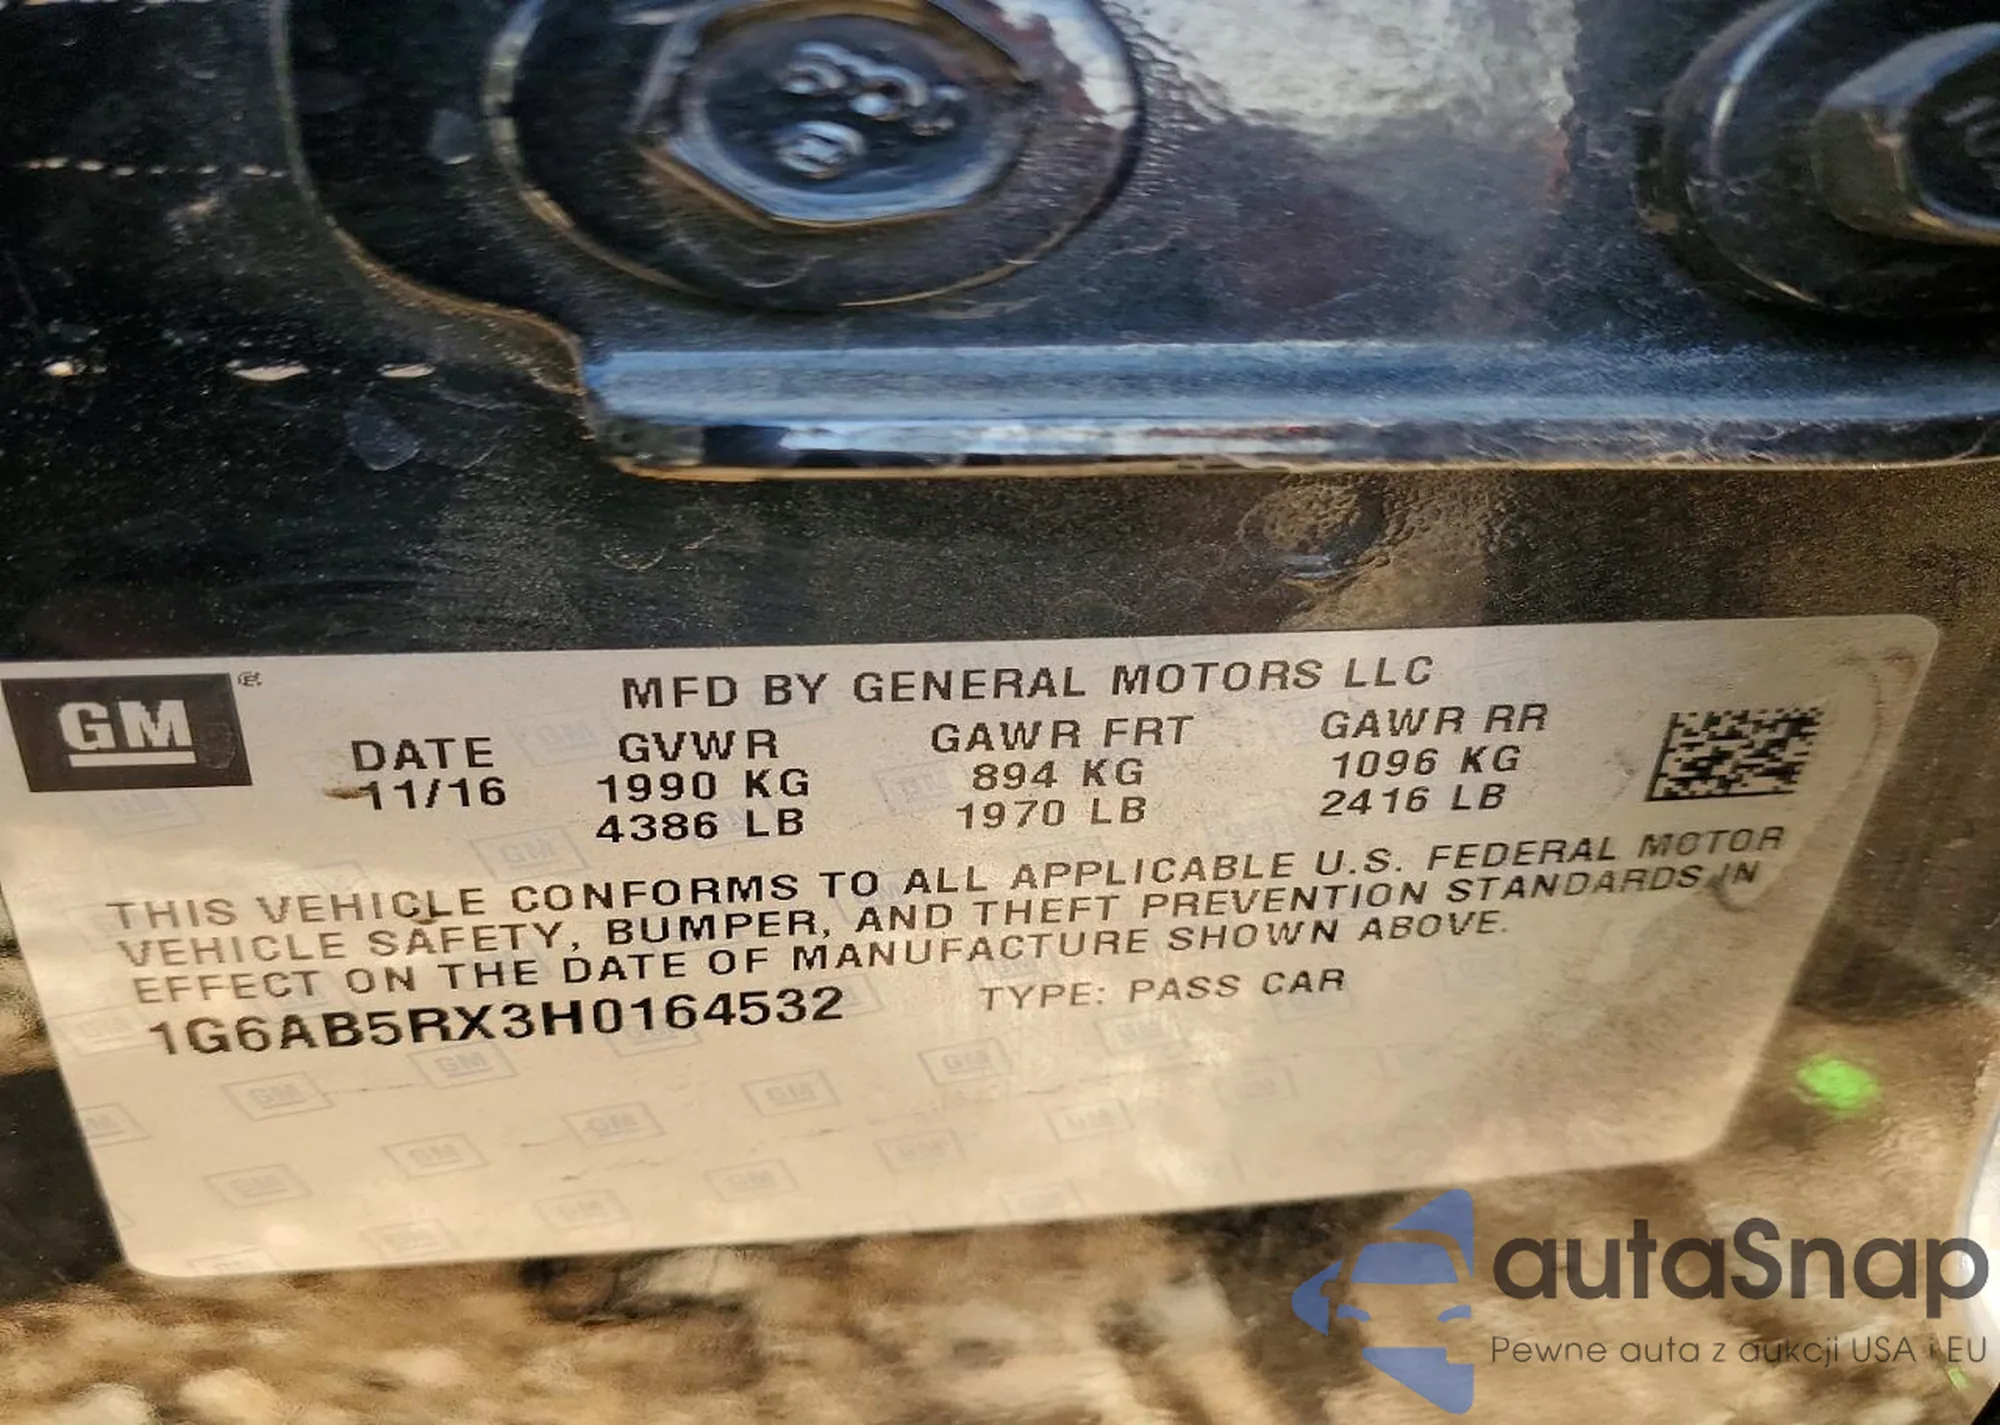 GM
MFD BY GENERAL MOTORS LLC
DATE GVWR GAWR FRT GAWR RR
11/16 1990 KG 894 KG 1096 KG
4386 LB 1970 LB 2416 LB
THIS VEHICLE CONFORMS TO ALL APPLICABLE U.S. FEDERAL MOTOR
VEHICLE SAFETY, BUMPER, AND THEFT PREVENTION STANDARDS IN
EFFECT ON THE DATE OF MANUFACTURE SHOWN ABOVE.
1G6AB5RX3H0164532 TYPE: PASS CAR
autaSnap
Pewne auta z aukcji USA i EU